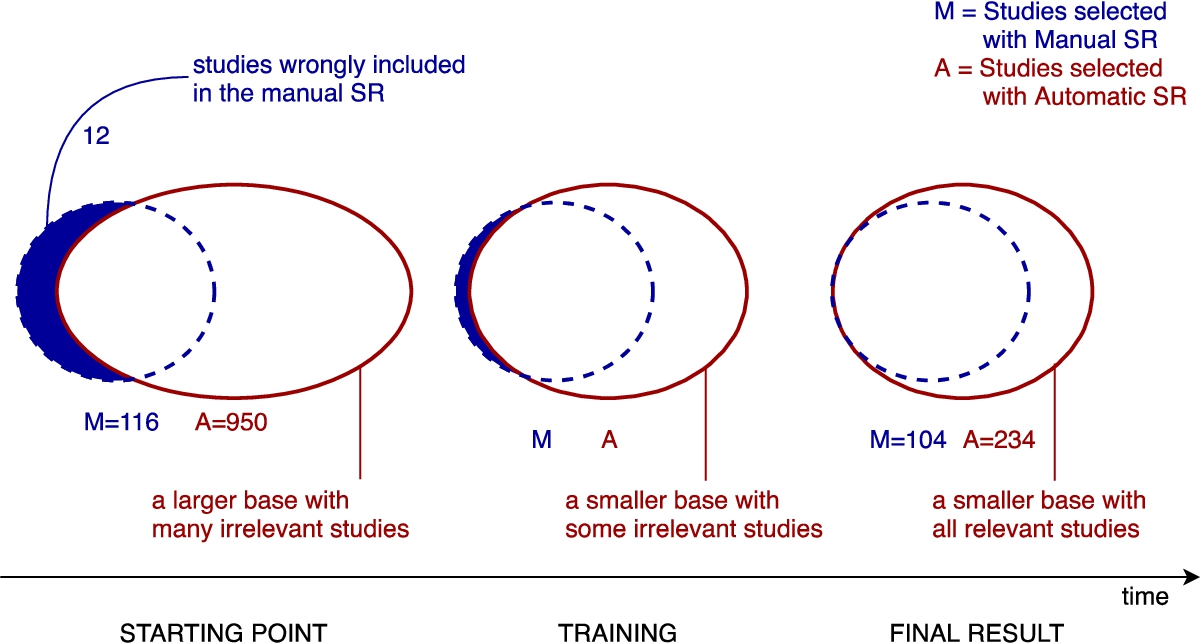 M = Studies selected
with Manual SR
A = Studies selected
with Automatic SR
studies wrongly included
in the manual SR
12
M=116 A=950
M A
M=104 A=234
a larger base with
many irrelevant studies
a smaller base with
some irrelevant studies
a smaller base with
all relevant studies
time
STARTING POINT
TRAINING
FINAL RESULT